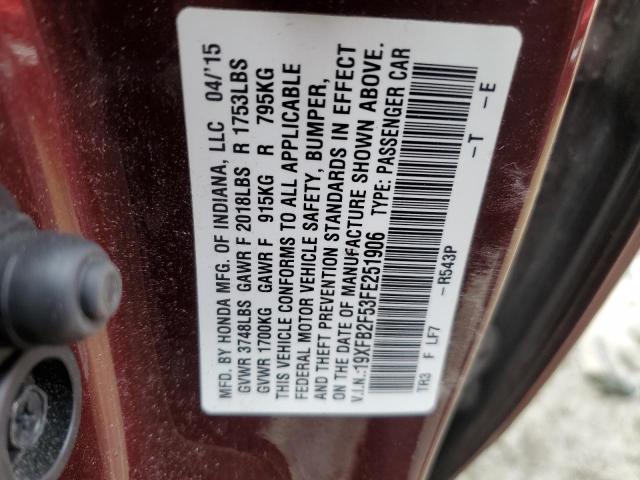 MFD. BY HONDA MFG. OF INDIANA, LLC 04/'15
GVWR 3748LBS GAWR F 2018LBS R 1753LBS
GVWR 1700KG GAWR F 915KG R 795KG
THIS VEHICLE CONFORMS TO ALL APPLICABLE
FEDERAL MOTOR VEHICLE SAFETY, BUMPER,
AND THEFT PREVENTION STANDARDS IN EFFECT
ON THE DATE OF MANUFACTURE SHOWN ABOVE.
V.I.N.:19XFB2F53FE251906 TYPE: PASSENGER CAR
TR3 F LF7 -R543P -T -E